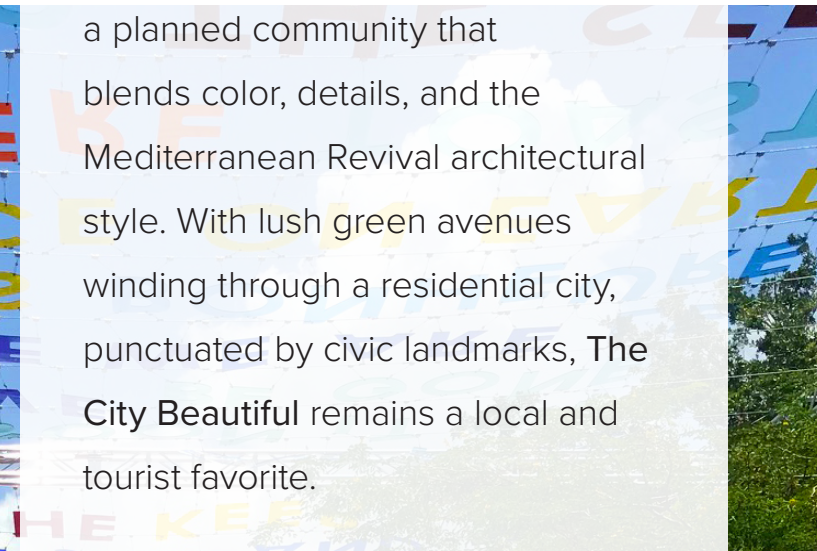 a planned community that
blends color, details, and the
Mediterranean Revival architectural
style. With lush green avenues
winding through a residential city,
punctuated by civic landmarks, The
City Beautiful remains a local and
tourist favorite.